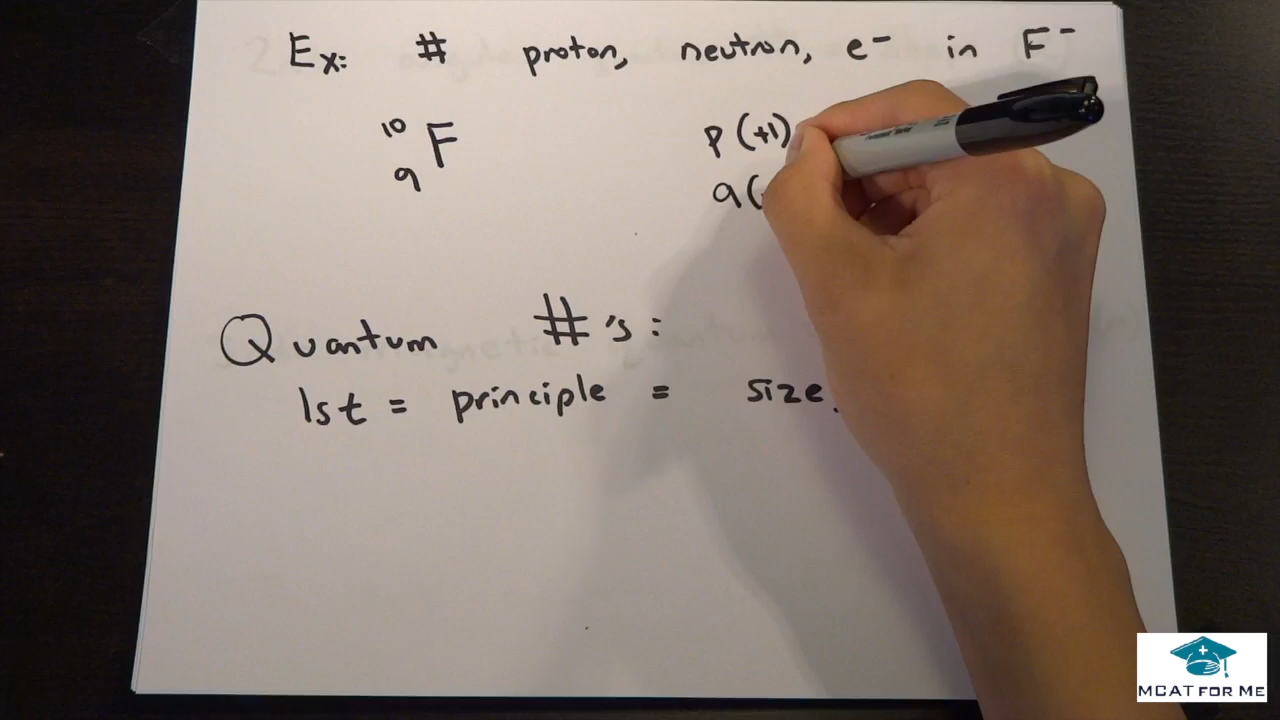 Ex: # proton, neutron, e⁻ in F⁻
10
9 F
p (+1)
9(
Quantum #'s:
1st = principle = size.
MCAT FOR ME